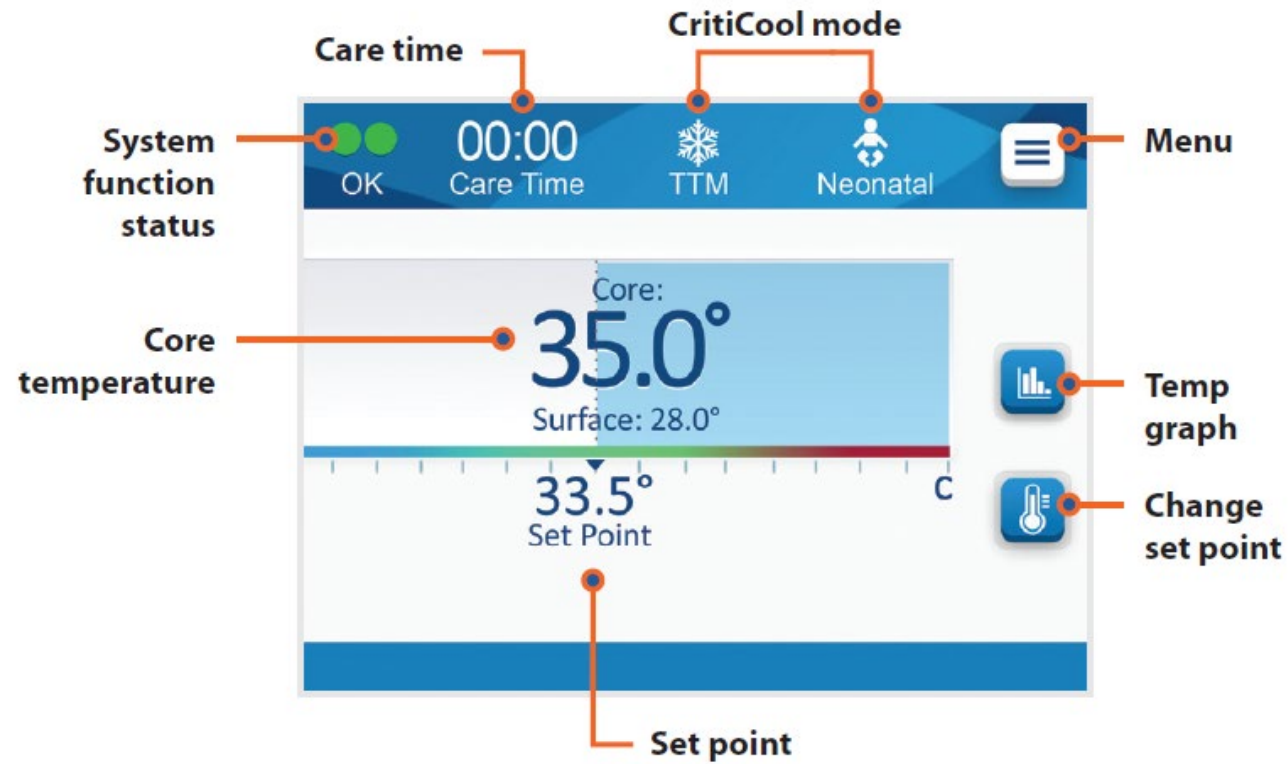 CritiCool mode
Care time
System
function
status
Menu
00:00
OK
Care Time
TTM
Neonatal
Core
temperature
Core:
35.0°
Surface: 28.0°
Temp
graph
33.5°
C
Set Point
Change
set point
Set point